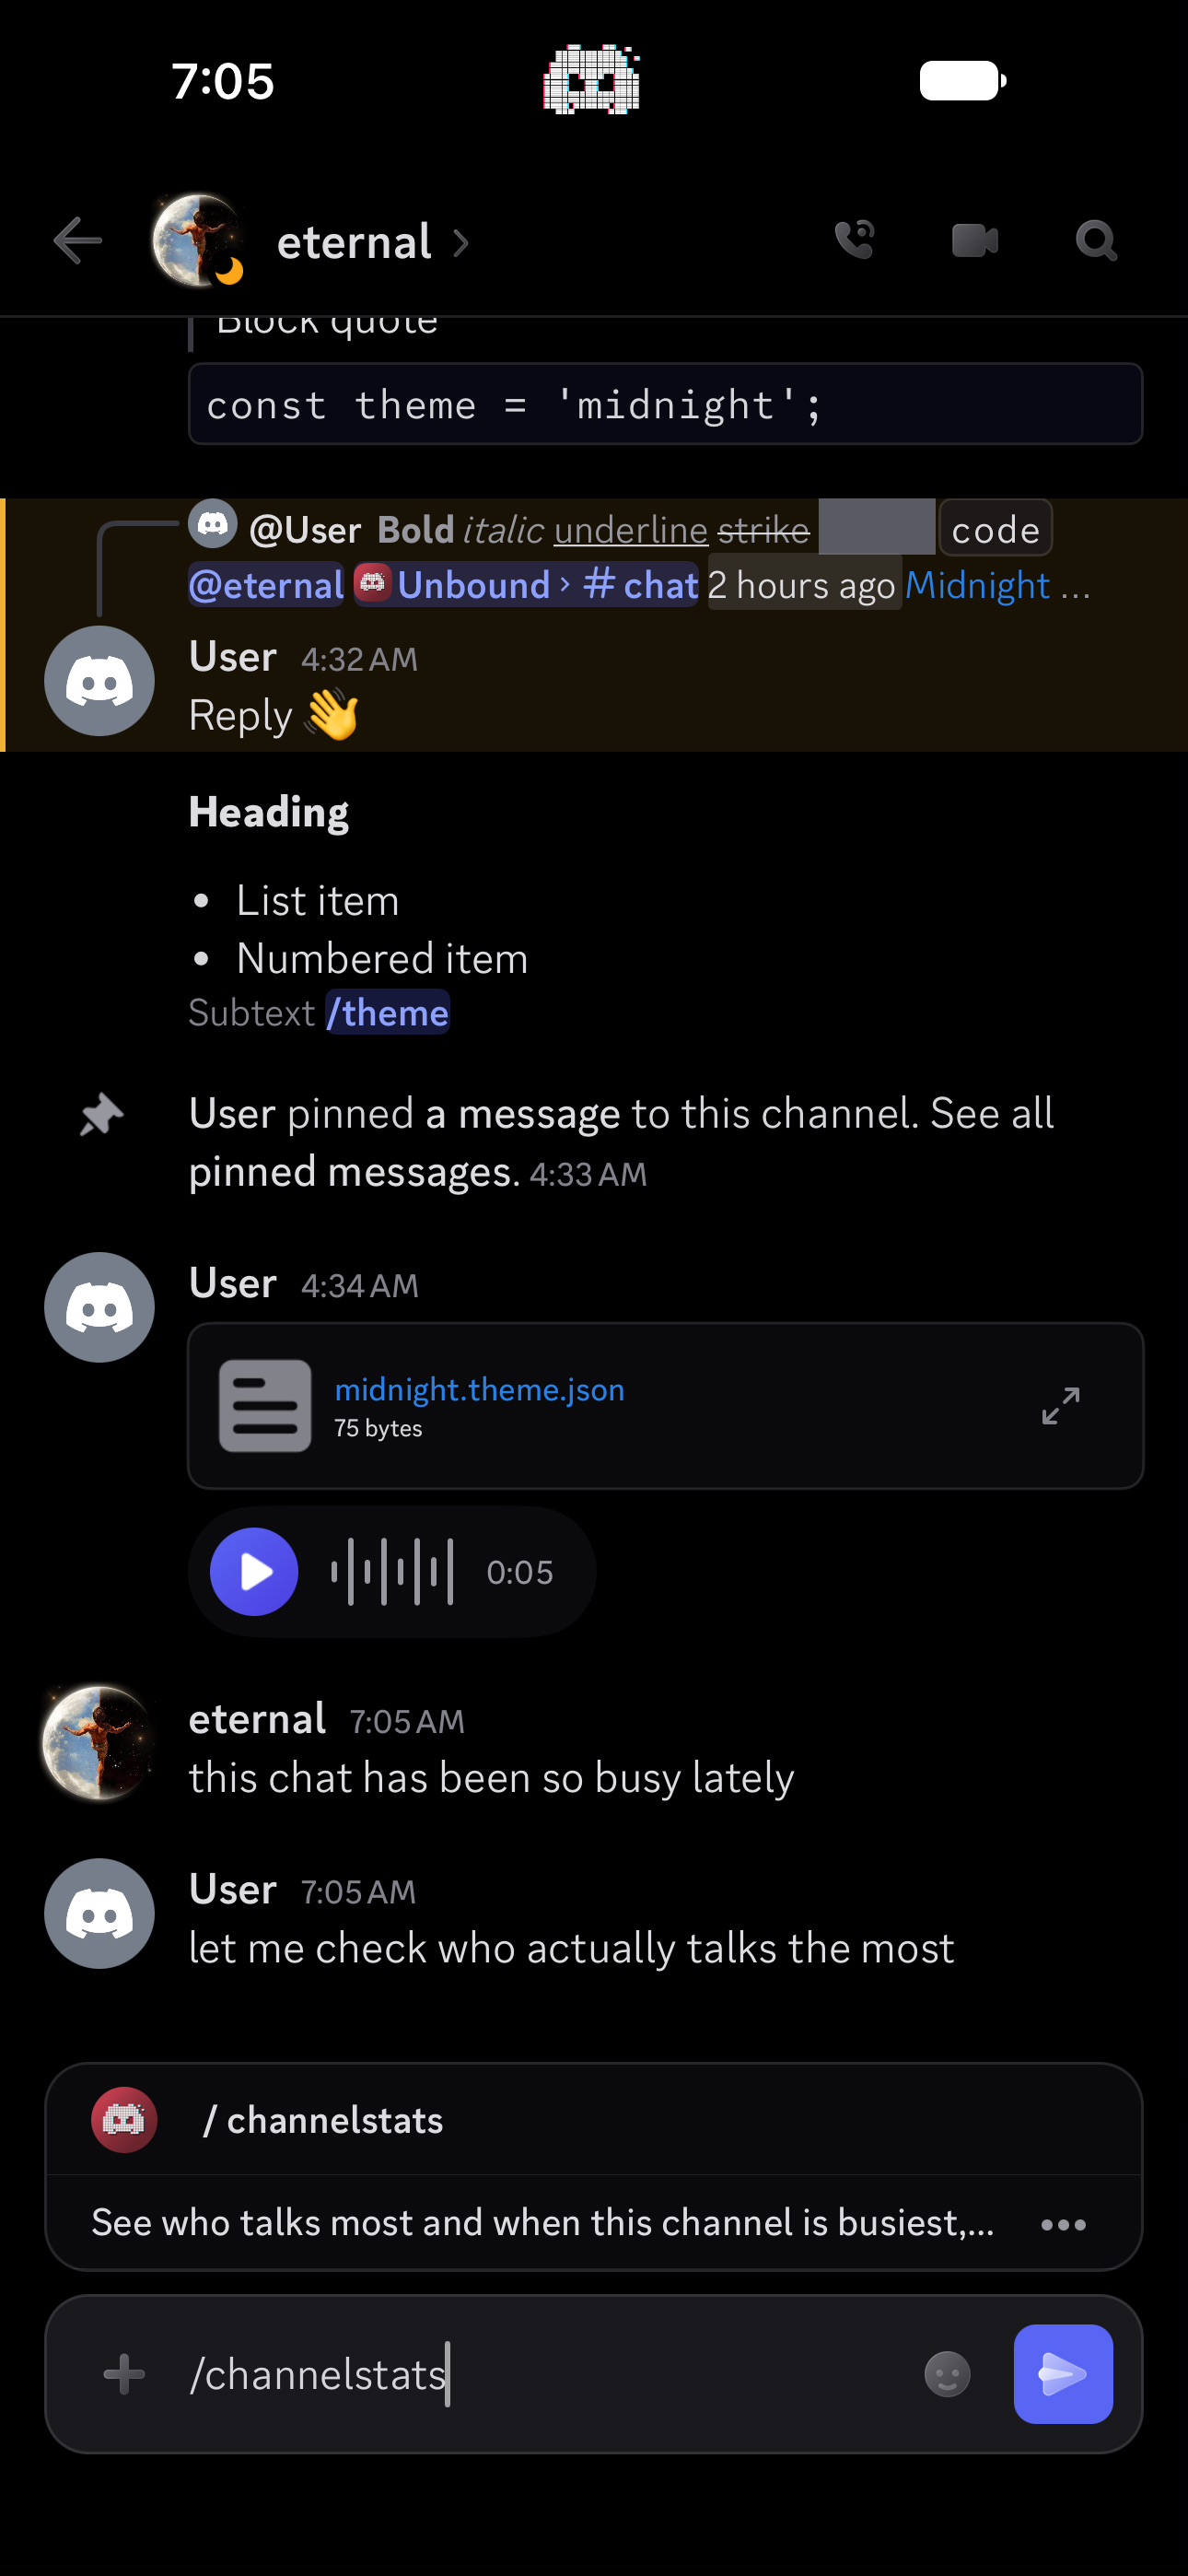 7:05
eternal
Block quote
const theme = 'midnight';
@User Bold italic underline strike code
@eternal Unbound › # chat 2 hours ago Midnight ...
User 4:32 AM
Reply 👋
Heading
• List item
• Numbered item
Subtext /theme
User pinned a message to this channel. See all
pinned messages. 4:33 AM
User 4:34 AM
midnight.theme.json
75 bytes
0:05
eternal 7:05 AM
this chat has been so busy lately
User 7:05 AM
let me check who actually talks the most
/ channelstats
See who talks most and when this channel is busiest,...
/channelstats